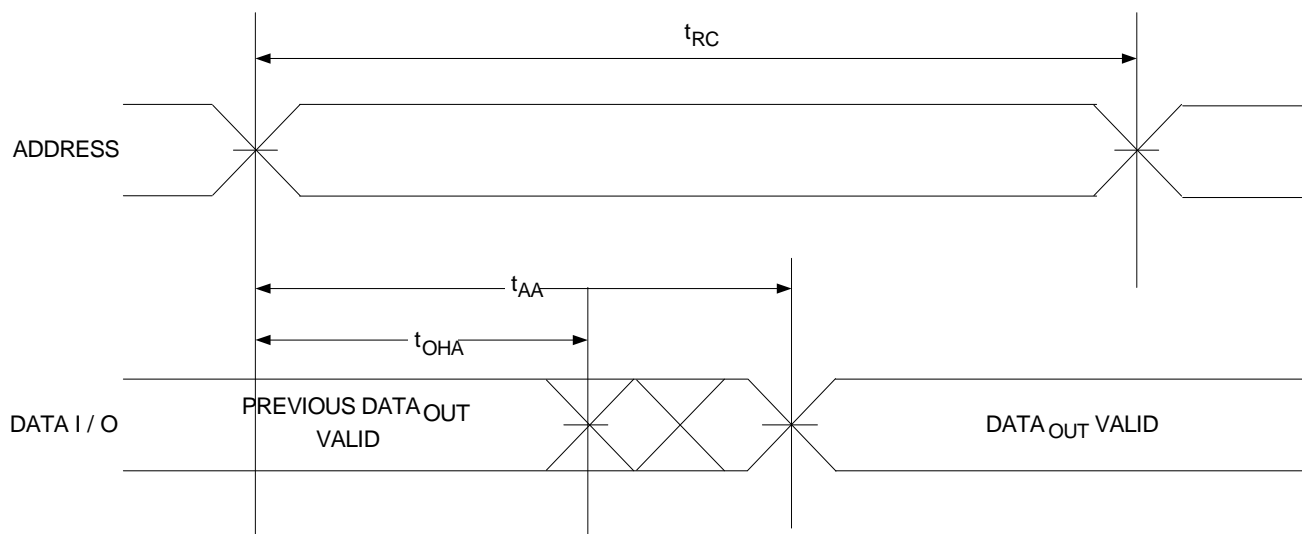 tRC
ADDRESS
tAA
tOHA
DATA I / O
PREVIOUS DATAOUT
VALID
DATAOUT VALID